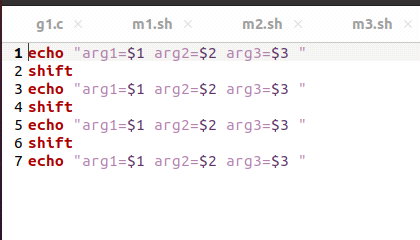 g1.c × m1.sh × m2.sh × m3.sh ×
1 echo "arg1=$1 arg2=$2 arg3=$3 "
2 shift
3 echo "arg1=$1 arg2=$2 arg3=$3 "
4 shift
5 echo "arg1=$1 arg2=$2 arg3=$3 "
6 shift
7 echo "arg1=$1 arg2=$2 arg3=$3 "